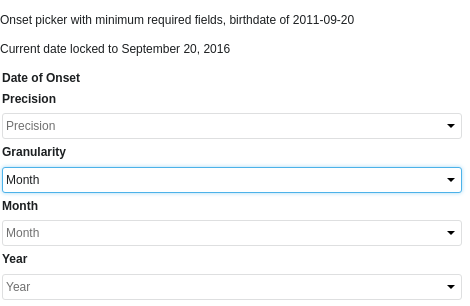 Onset picker with minimum required fields, birthdate of 2011-09-20
Current date locked to September 20, 2016
Date of Onset
Precision
Precision
Granularity
Month
Month
Month
Year
Year